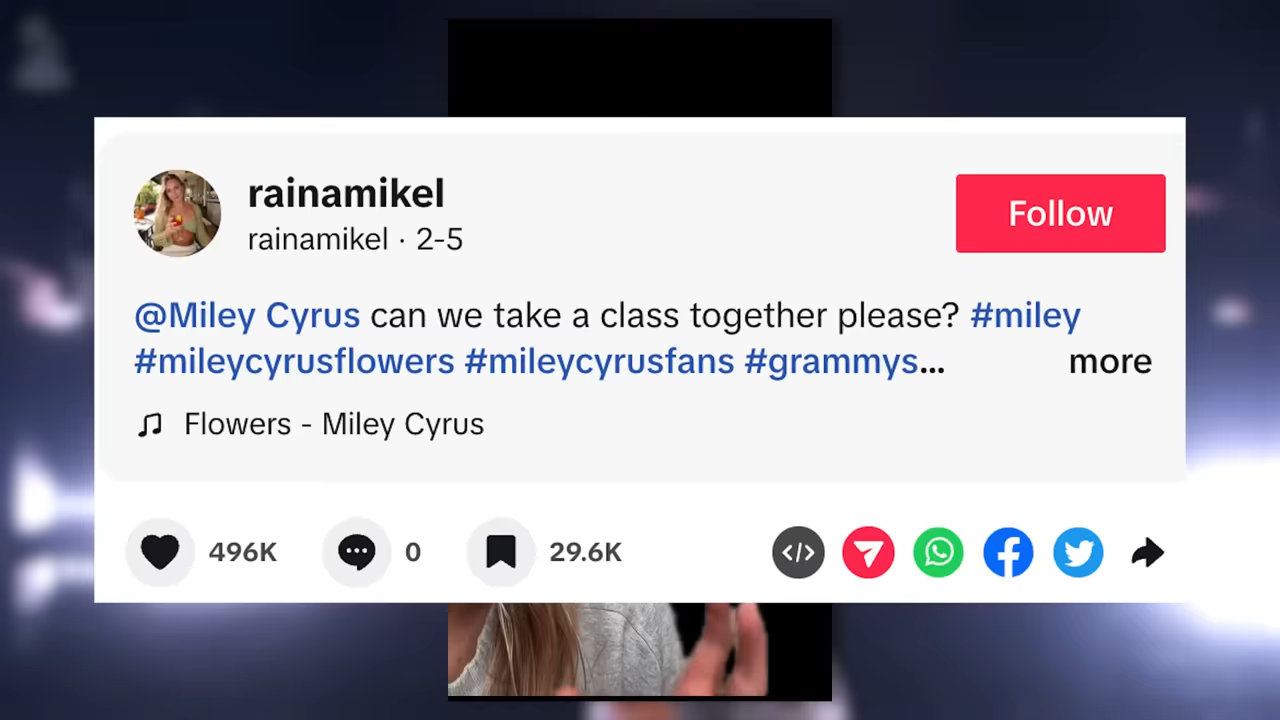 rainamikel
rainamikel · 2-5
Follow
@Miley Cyrus can we take a class together please? #miley
#mileycyrusflowers #mileycyrusfans #grammys... more
Flowers - Miley Cyrus
496K 0 29.6K